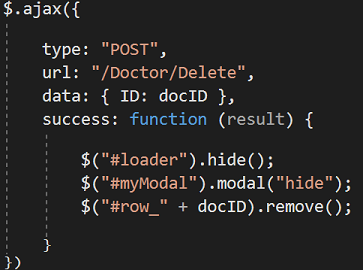 $.ajax({
type: "POST",
url: "/Doctor/Delete",
data: { ID: docID },
success: function (result) {
$("#loader").hide();
$("#myModal").modal("hide");
$("#row_" + docID).remove();
}
})